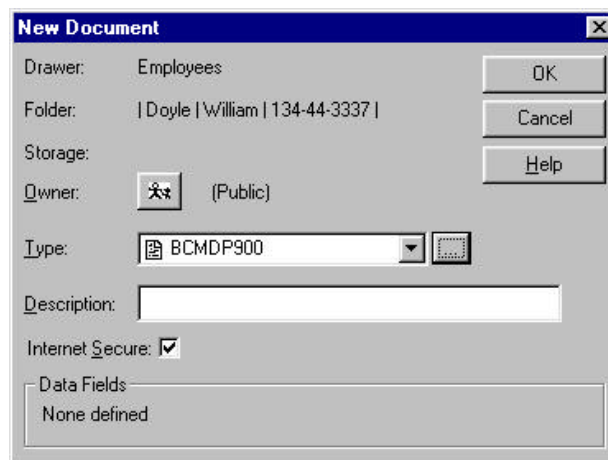 New Document
Drawer: Employees
Folder: | Doyle | William | 134-44-3337 |
Storage:
Owner: (Public)
Type: BCMDP900 ...
Description:
Internet Secure:
Data Fields
None defined
OK
Cancel
Help